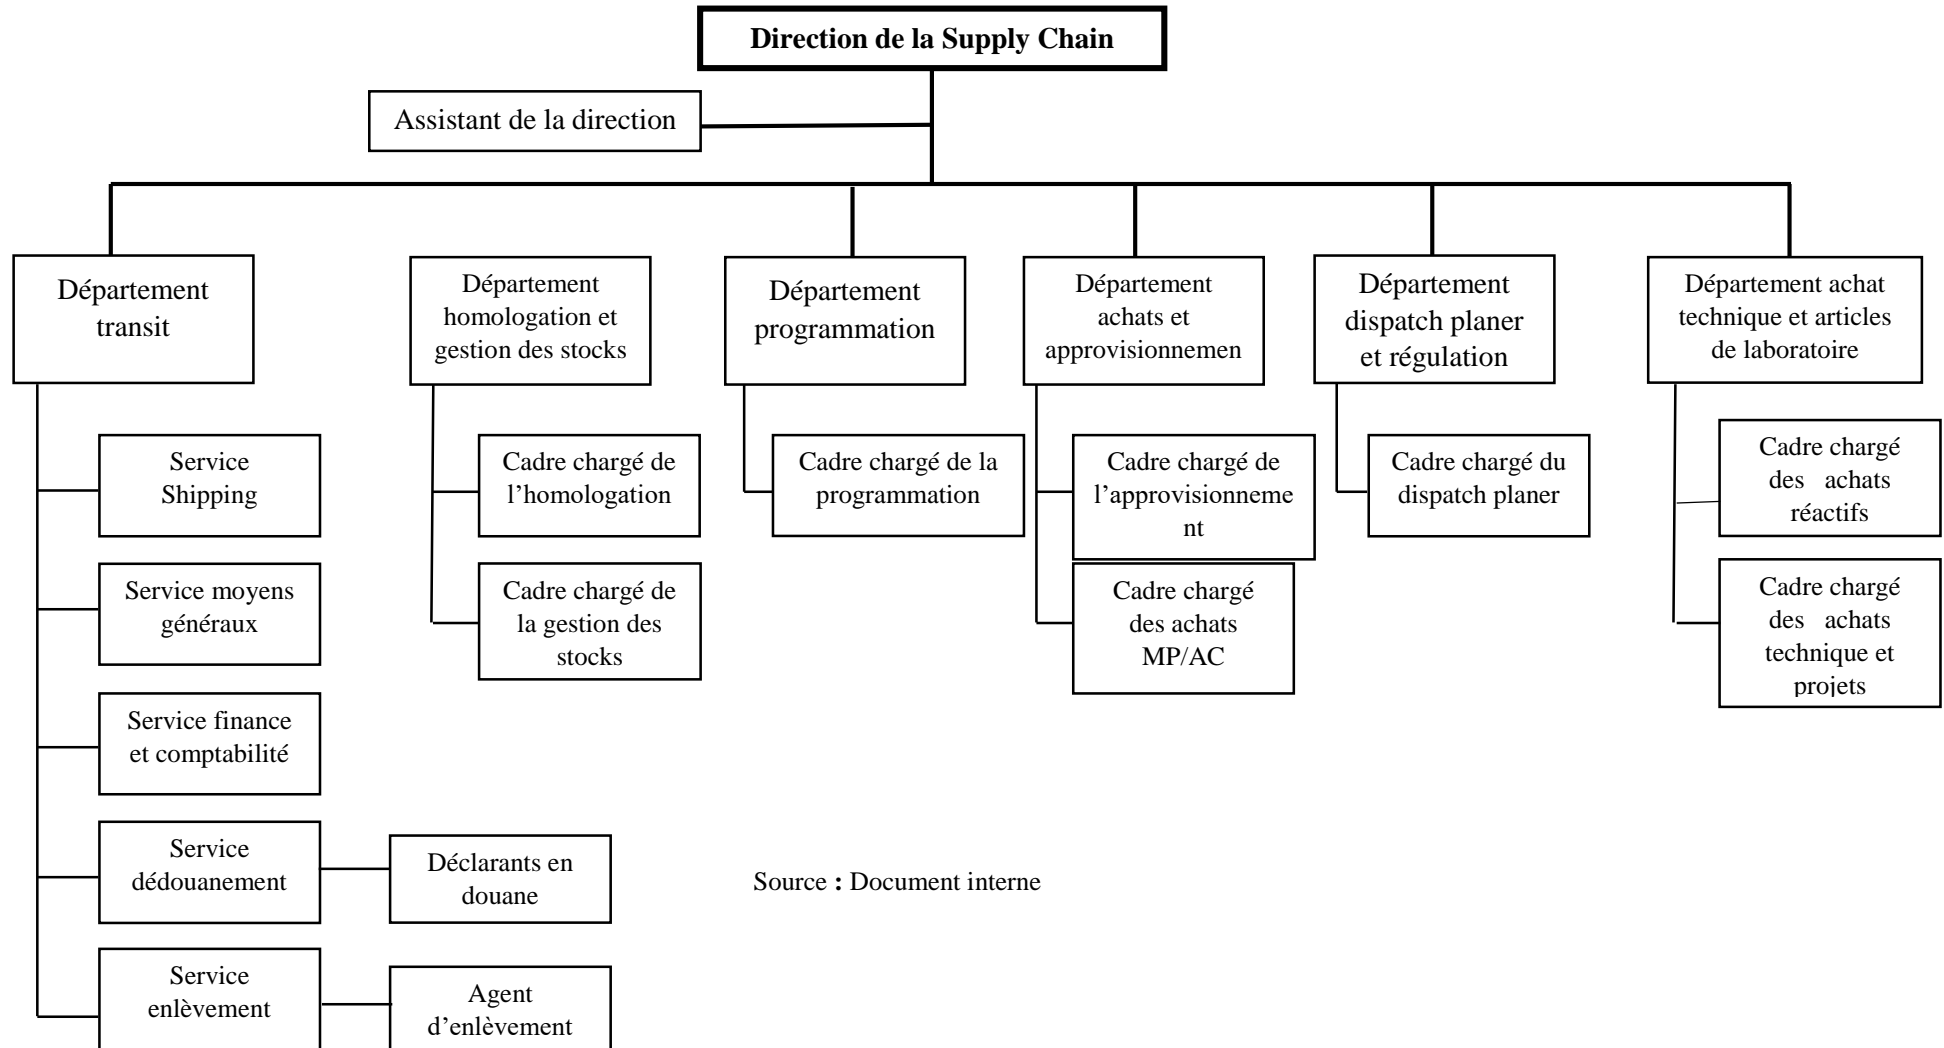 Direction de la Supply Chain
Assistant de la direction
Département
transit
Département
homologation et
gestion des stocks
Département
programmation
Département
achats et
approvisionnemen
Département
dispatch planer
et régulation
Département achat
technique et articles
de laboratoire
Service
Shipping
Service moyens
généraux
Service finance
et comptabilité
Service
dédouanement
Déclarants en
douane
Service
enlèvement
Agent
d’enlèvement
Cadre chargé de
l’homologation
Cadre chargé de
la gestion des
stocks
Cadre chargé de la
programmation
Cadre chargé de
l’approvisionneme
nt
Cadre chargé
des achats
MP/AC
Cadre chargé du
dispatch planer
Cadre chargé
des achats
réactifs
Cadre chargé
des achats
technique et
projets
Source : Document interne